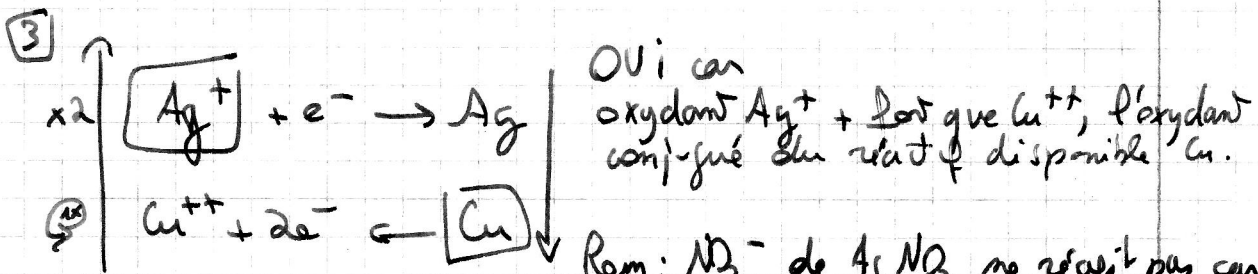 3
x2 Ag⁺ + e⁻ → Ag
1x Cu⁺⁺ + 2e⁻ ← Cu
OUi car
oxydant Ag⁺ + fort que Cu⁺⁺, l'oxydant
conjugué du réactif disponible Cu.
Rem: NO₃⁻ de AgNO₃ ne réagit pas car